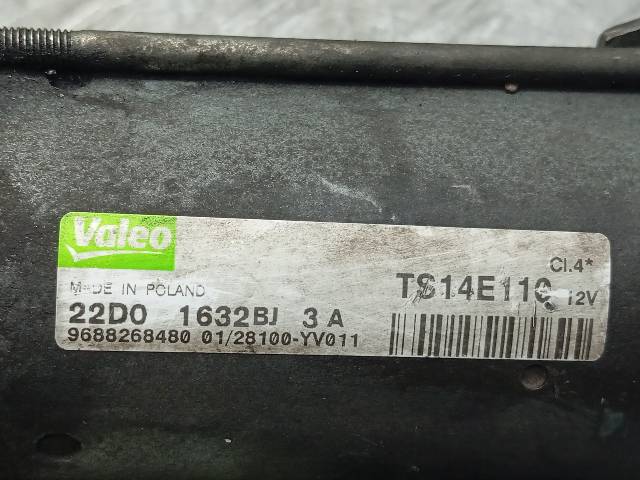 Valeo
Cl.4*
MADE IN POLAND
TS14E110 12V
22D0 1632BJ 3 A
9688268480 01/28100-YV011